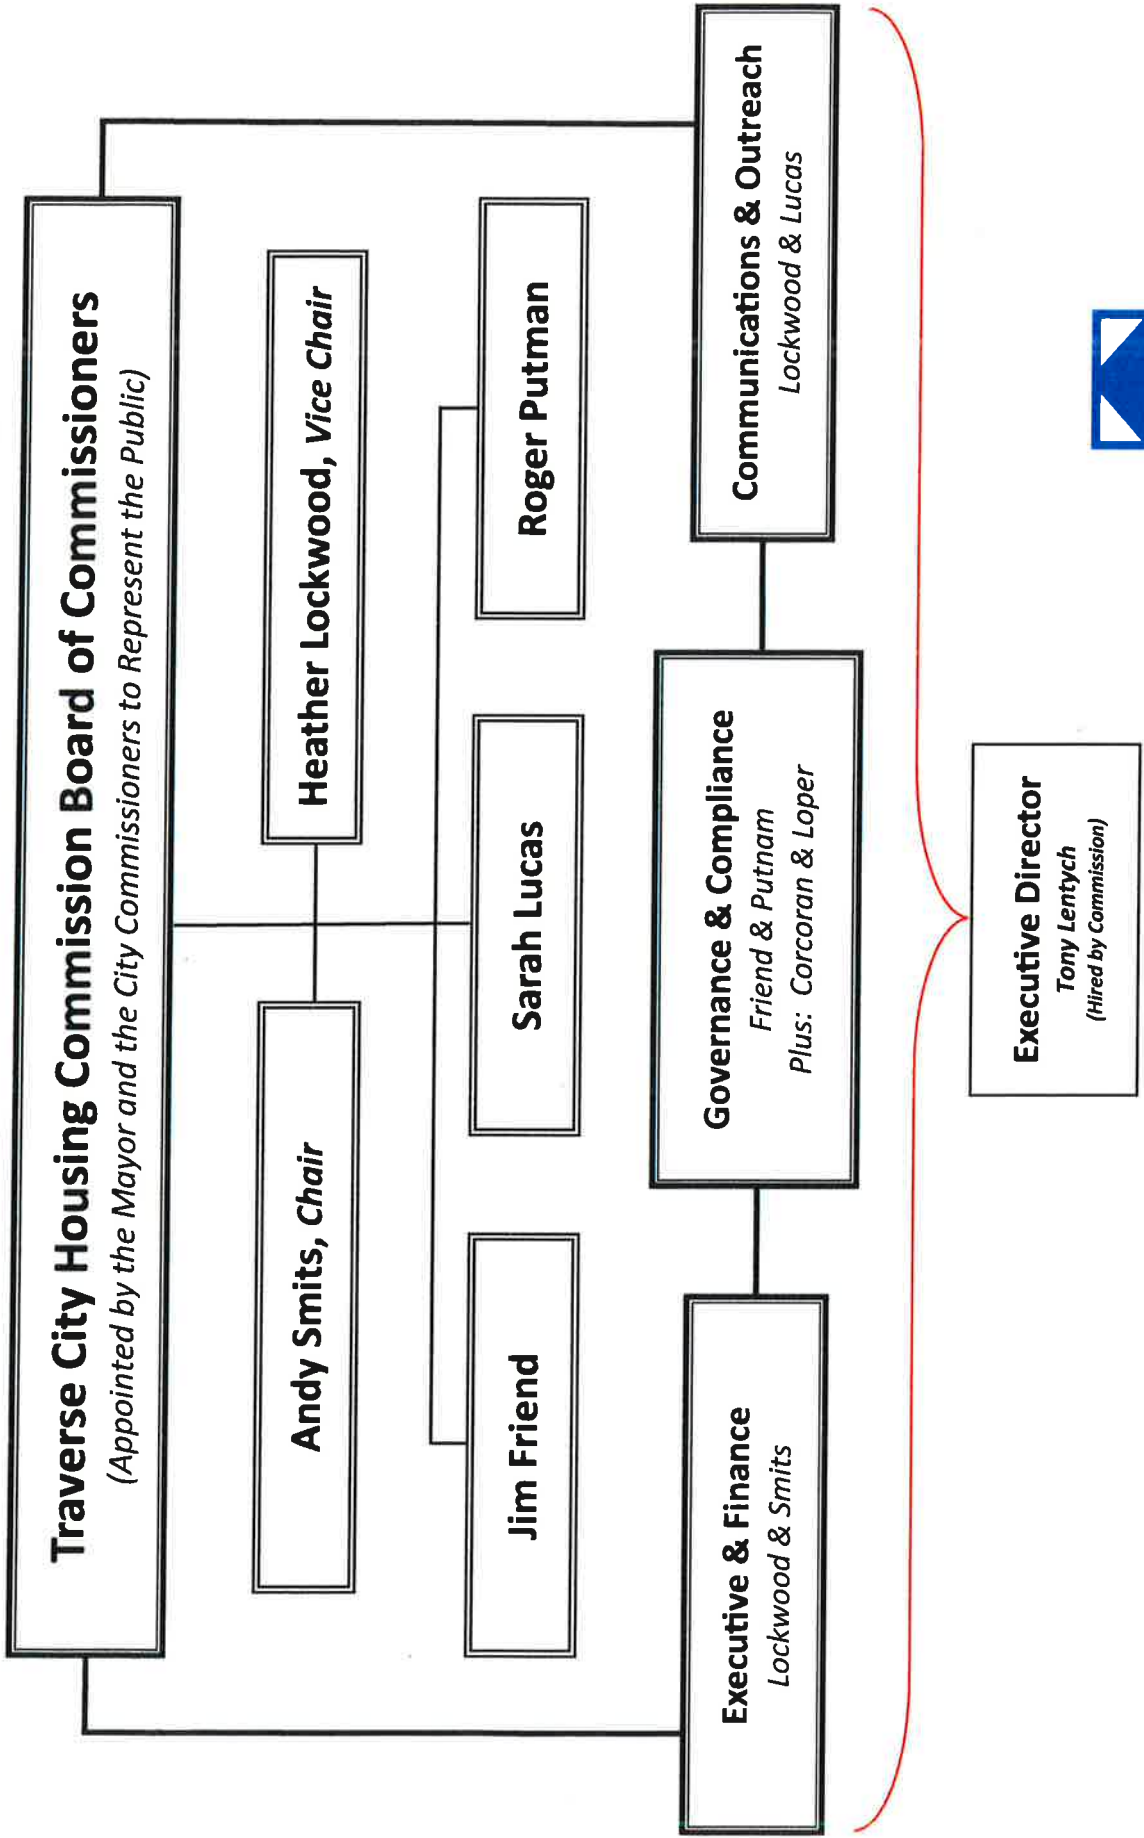 Traverse City Housing Commission Board of Commissioners
(Appointed by the Mayor and the City Commissioners to Represent the Public)
Andy Smits, Chair
Heather Lockwood, Vice Chair
Jim Friend
Sarah Lucas
Roger Putman
Executive & Finance
Lockwood & Smits
Governance & Compliance
Friend & Putnam
Plus: Corcoran & Loper
Communications & Outreach
Lockwood & Lucas
Executive Director
Tony Lentych
(Hired by Commission)